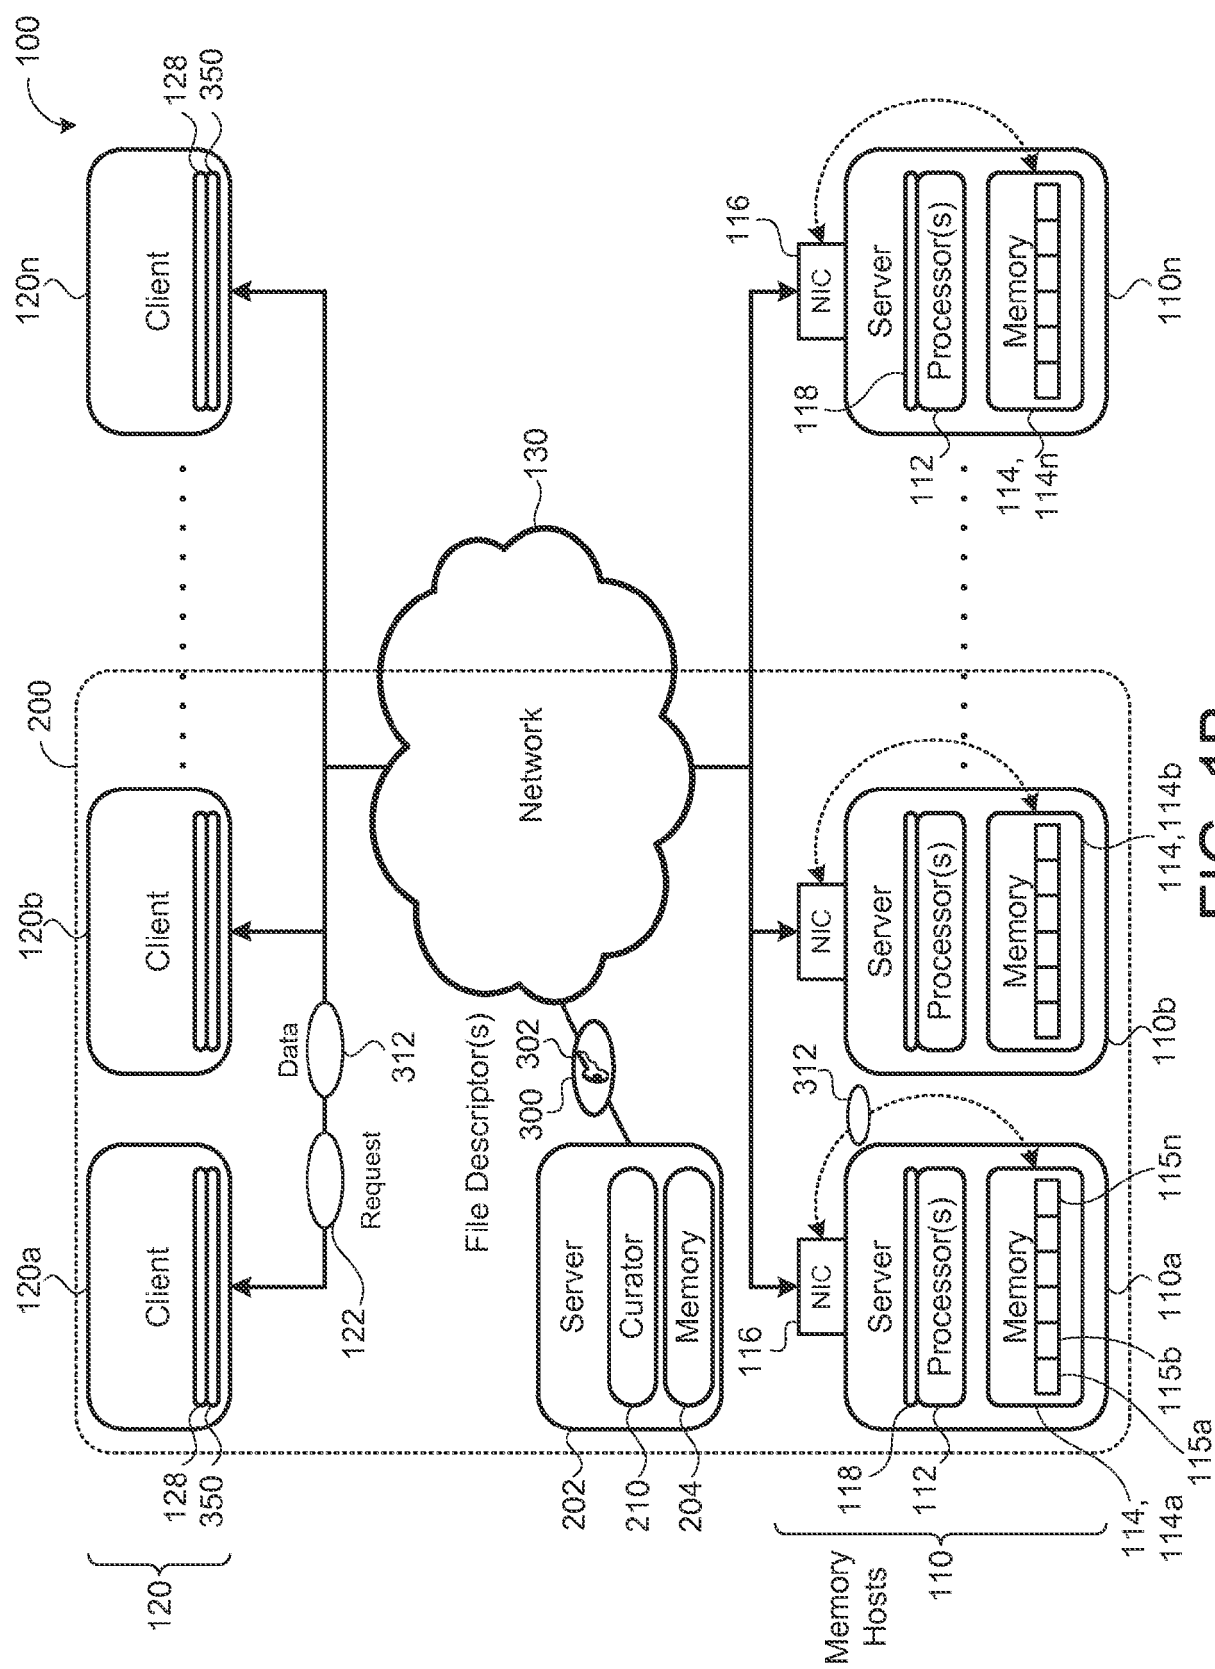 100
120a
120b
120n
200
Client
Client
Client
128
350
120
128
350
Request
122
Data
312
File Descriptor(s)
300
302
130
Network
Server
Curator
Memory
202
210
204
116
NIC
NIC
116
NIC
312
Server
Processor(s)
Memory
Server
Processor(s)
Memory
118
Server
Processor(s)
Memory
118
112
112
114,
114n
Memory
Hosts
110
114,
114a
115a
115b
110a
115n
110b
114,114b
110n